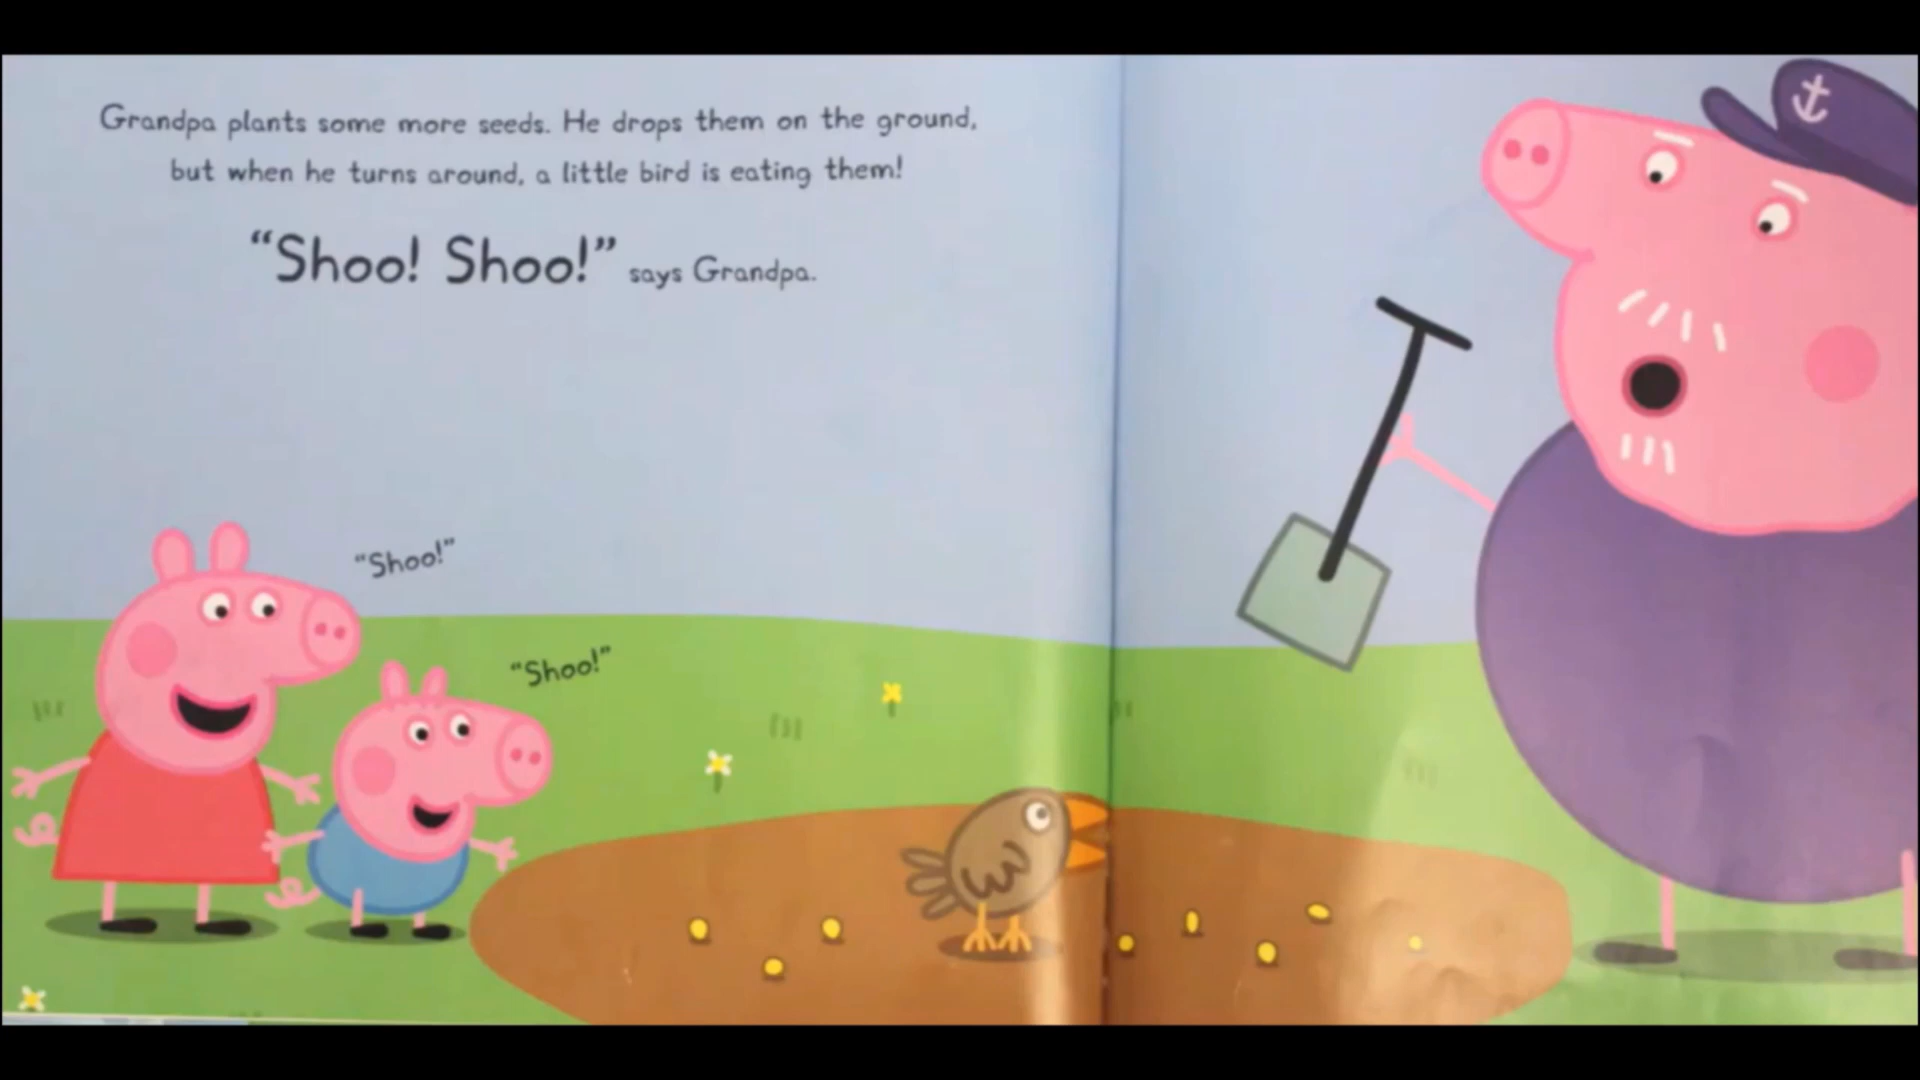 Grandpa plants some more seeds. He drops them on the ground,
but when he turns around, a little bird is eating them!
“Shoo! Shoo!” says Grandpa.
“Shoo!”
“Shoo!”